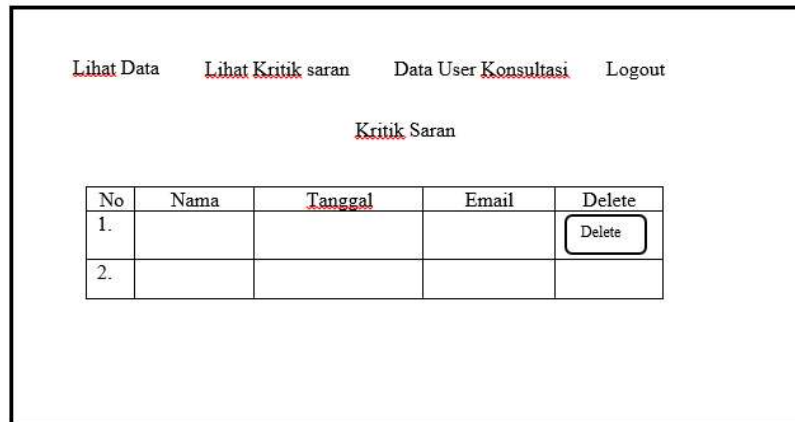 Lihat Data Lihat Kritik saran Data User Konsultasi Logout
Kritik Saran
No Nama Tanggal Email Delete
1. Delete
2.